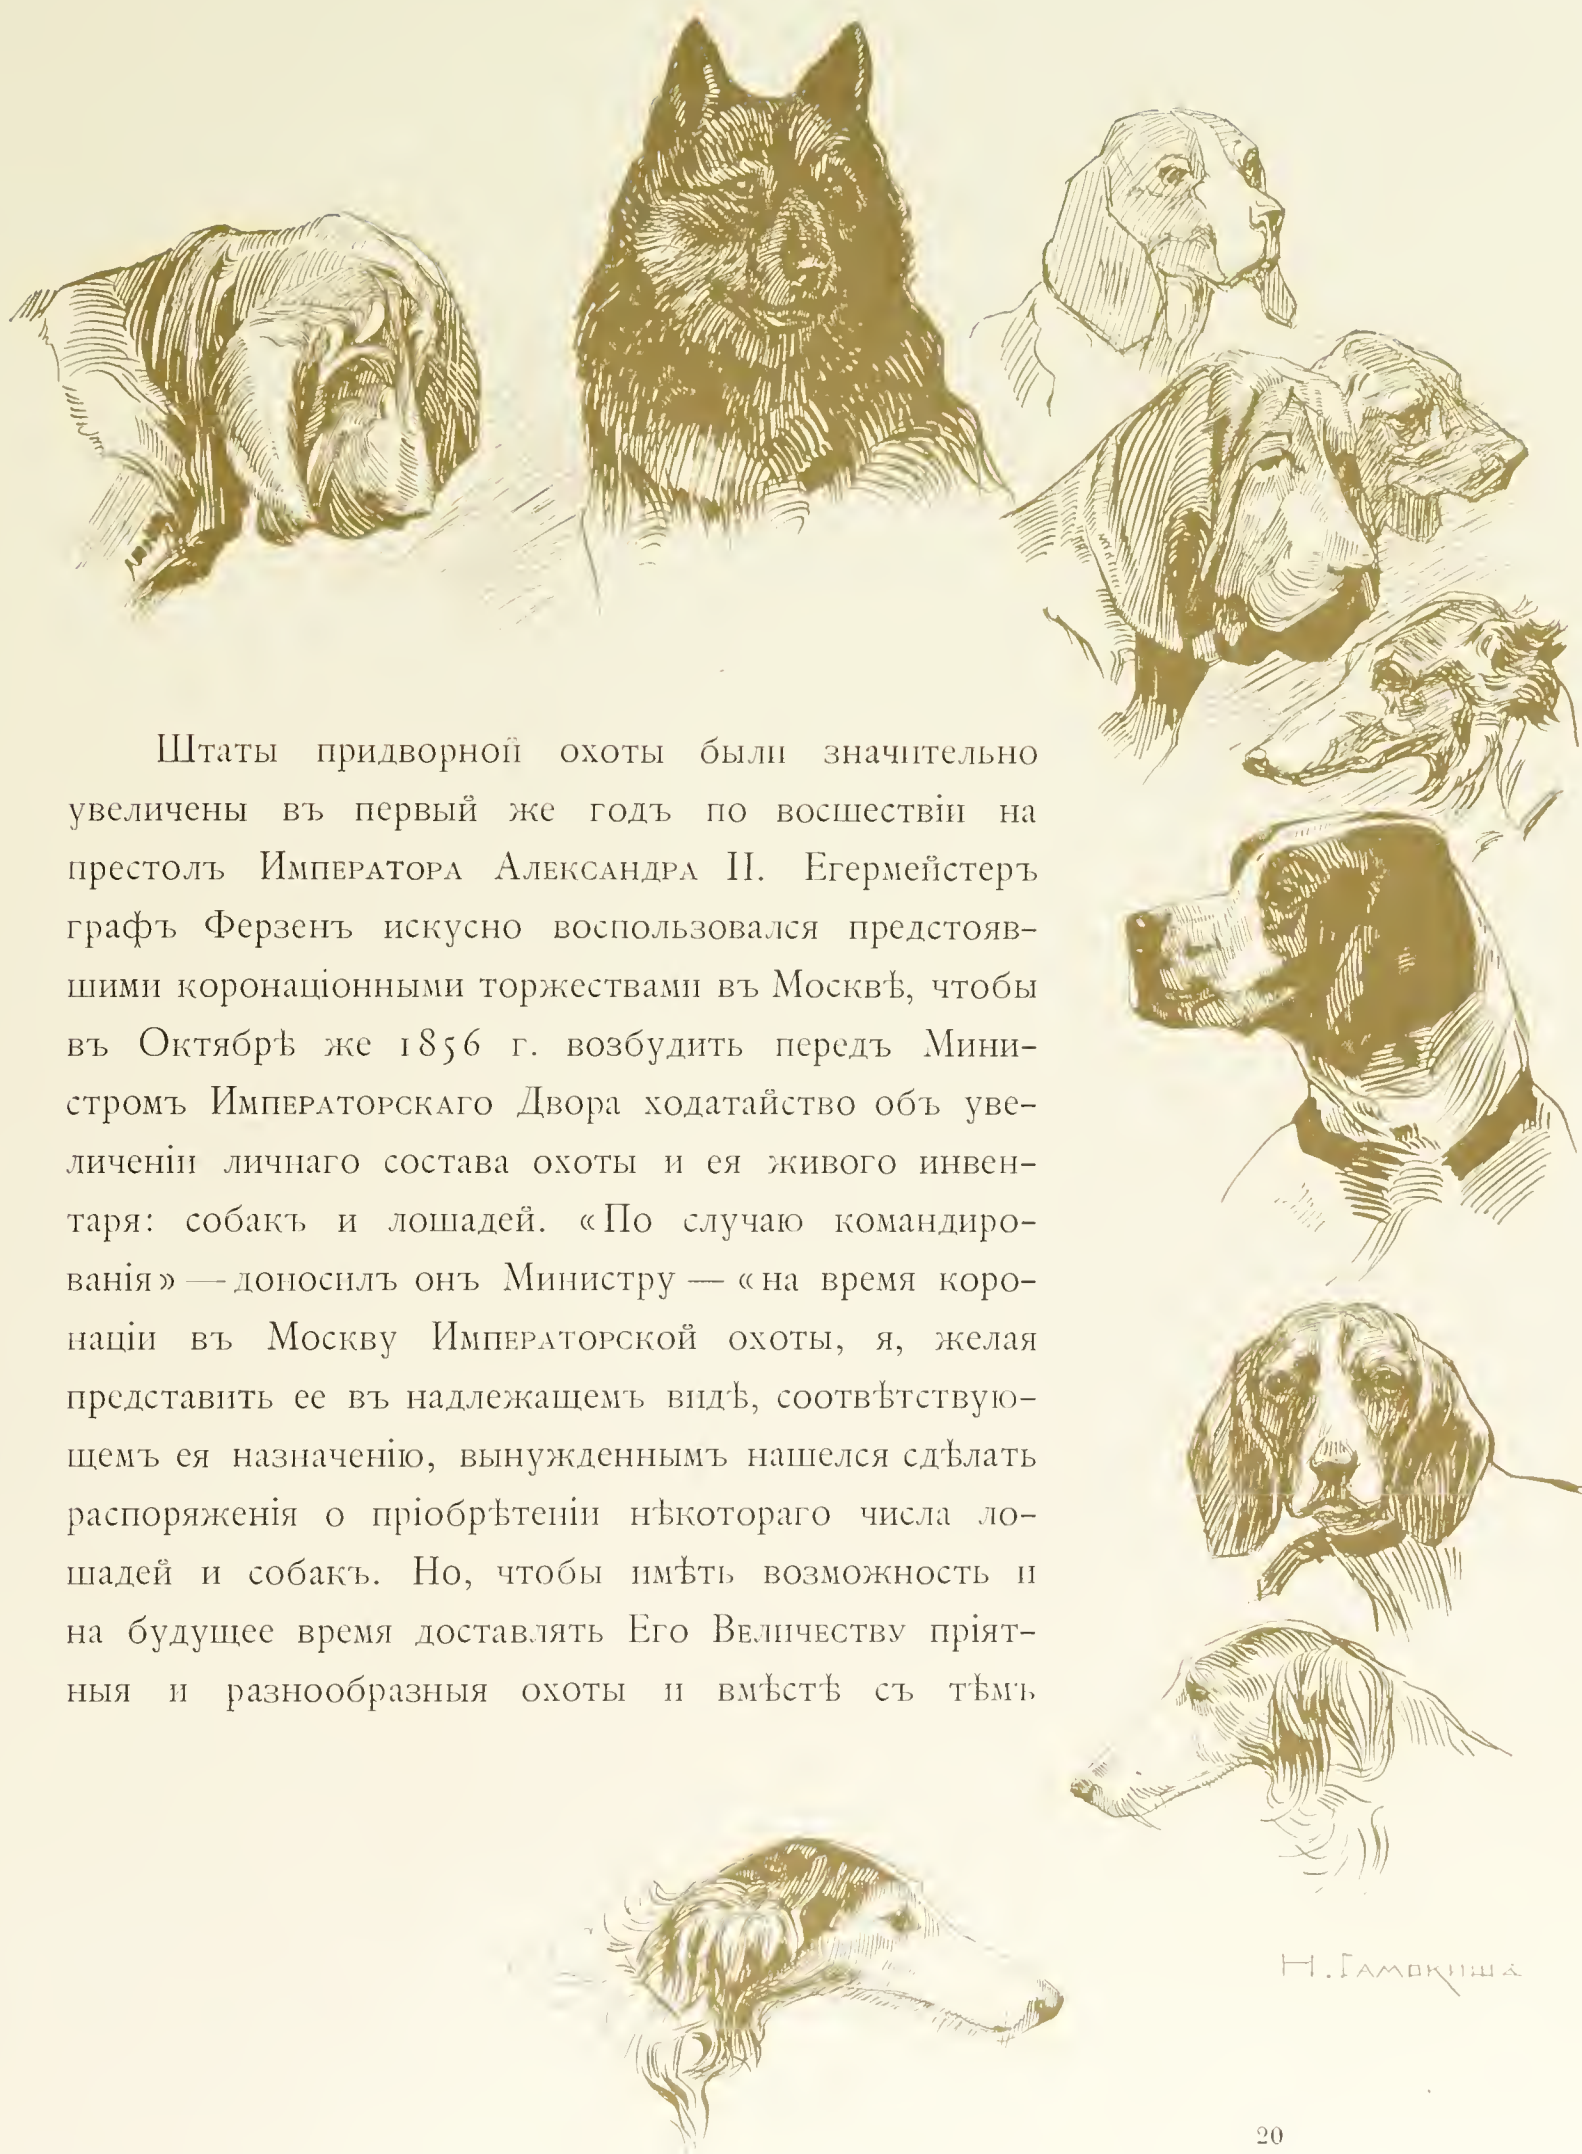 Штаты придворной охоты были значительно
увеличены въ первый же годъ по восшествіи на
престолъ Императора Александра II. Егермейстеръ
графъ Ферзенъ искусно воспользовался предстояв-
шими коронаціонными торжествами въ Москвѣ, чтобы
въ Октябрѣ же 1856 г. возбудить передъ Мини-
стромъ Императорскаго Двора ходатайство объ уве-
личеніи личнаго состава охоты и ея живого инвен-
таря: собакъ и лошадей. «По случаю командиро-
ванія» — доносилъ онъ Министру — «на время коро-
націи въ Москву Императорской охоты, я, желая
представить ее въ надлежащемъ видѣ, соотвѣтствую-
щемъ ея назначенію, вынужденнымъ нашелся сдѣлать
распоряженія о пріобрѣтеніи нѣкотораго числа ло-
шадей и собакъ. Но, чтобы имѣть возможность и
на будущее время доставлять Его Величеству пріят-
ныя и разнообразныя охоты и вмѣстѣ съ тѣмъ
Н. Самокиша
20